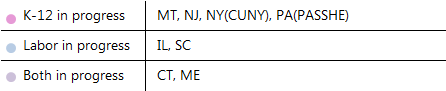 K-12 in progress MT, NJ, NY(CUNY), PA(PASSHE)
Labor in progress IL, SC
Both in progress CT, ME